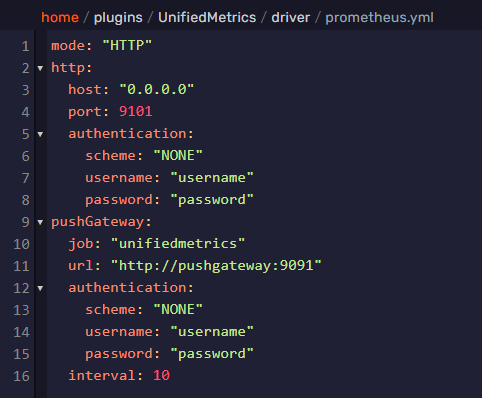 home / plugins / UnifiedMetrics / driver / prometheus.yml
1 mode: "HTTP"
2 http:
3 host: "0.0.0.0"
4 port: 9101
5 authentication:
6 scheme: "NONE"
7 username: "username"
8 password: "password"
9 pushGateway:
10 job: "unifiedmetrics"
11 url: "http://pushgateway:9091"
12 authentication:
13 scheme: "NONE"
14 username: "username"
15 password: "password"
16 interval: 10